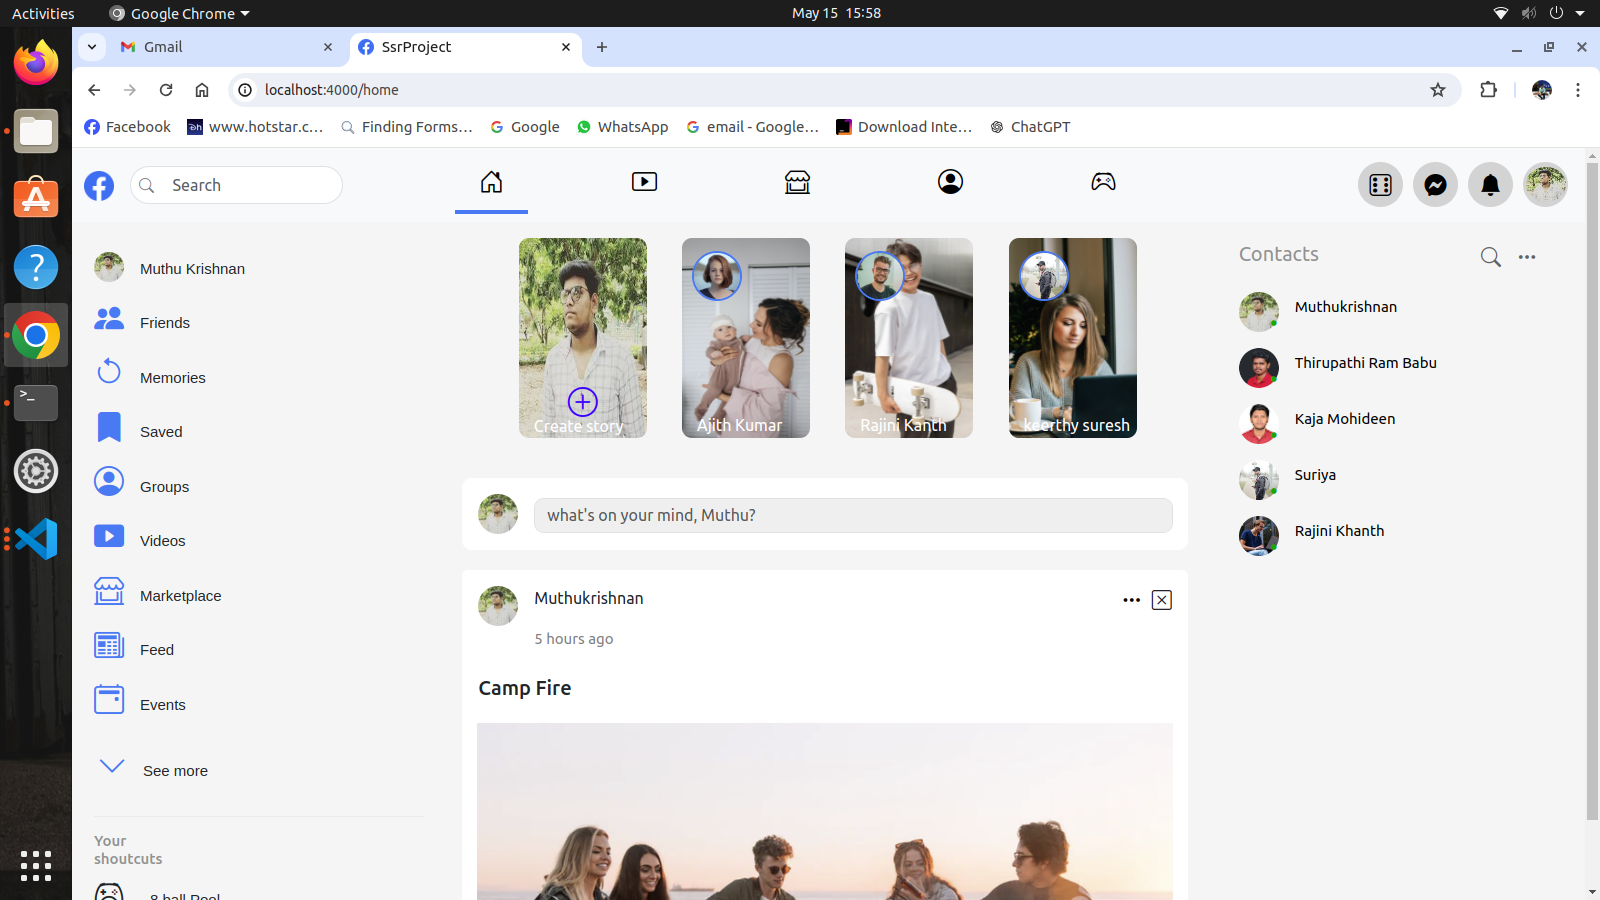 Activities
Google Chrome
May 15 15:58
Gmail
SsrProject
localhost:4000/home
Facebook
www.hotstar.c...
Finding Forms...
Google
WhatsApp
email - Google...
Download Inte...
ChatGPT
Search
Muthu Krishnan
Friends
Memories
Saved
Groups
Videos
Marketplace
Feed
Events
See more
Your
shoutcuts
8 ball Pool
Create story
Ajith Kumar
Rajini Kanth
keerthy suresh
what's on your mind, Muthu?
Muthukrishnan
5 hours ago
Camp Fire
Contacts
Muthukrishnan
Thirupathi Ram Babu
Kaja Mohideen
Suriya
Rajini Khanth